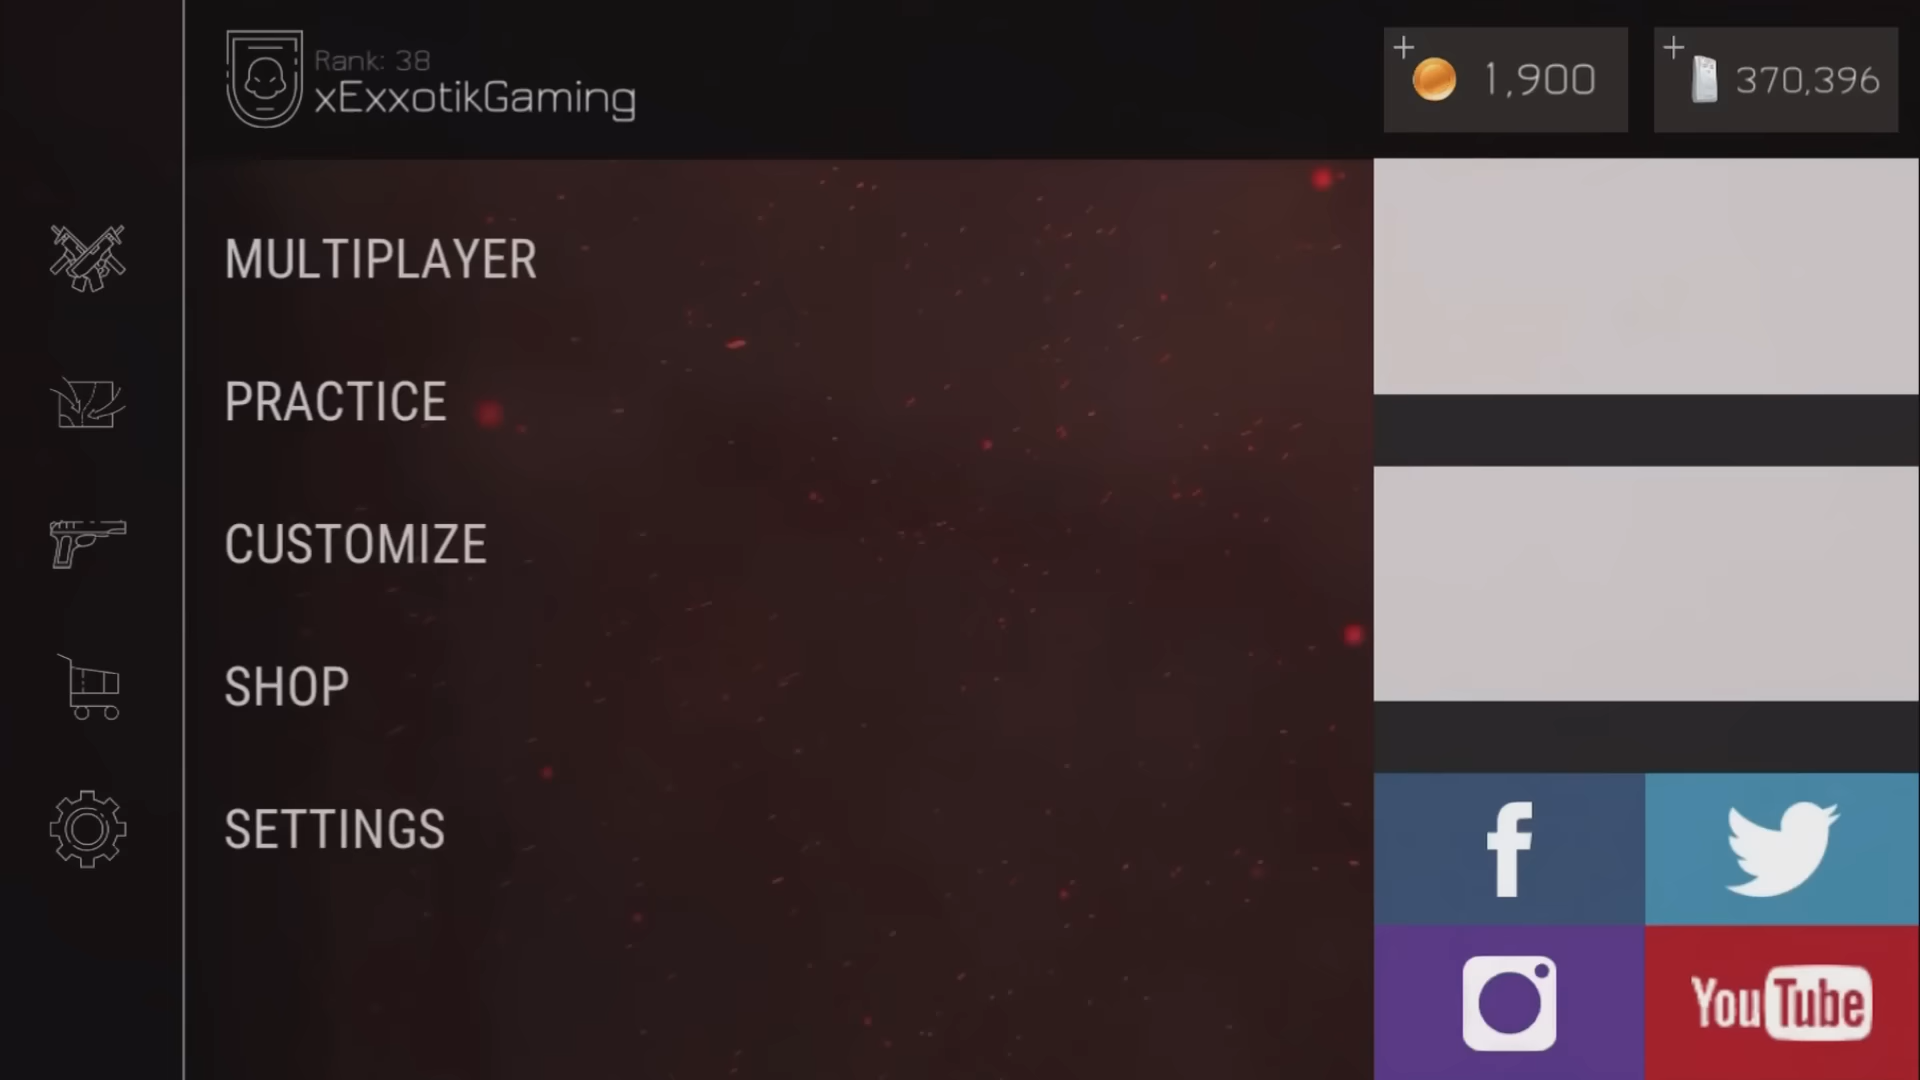 Rank: 38
xExxotikGaming
1,900
370,396
MULTIPLAYER
PRACTICE
CUSTOMIZE
SHOP
SETTINGS
f
YouTube